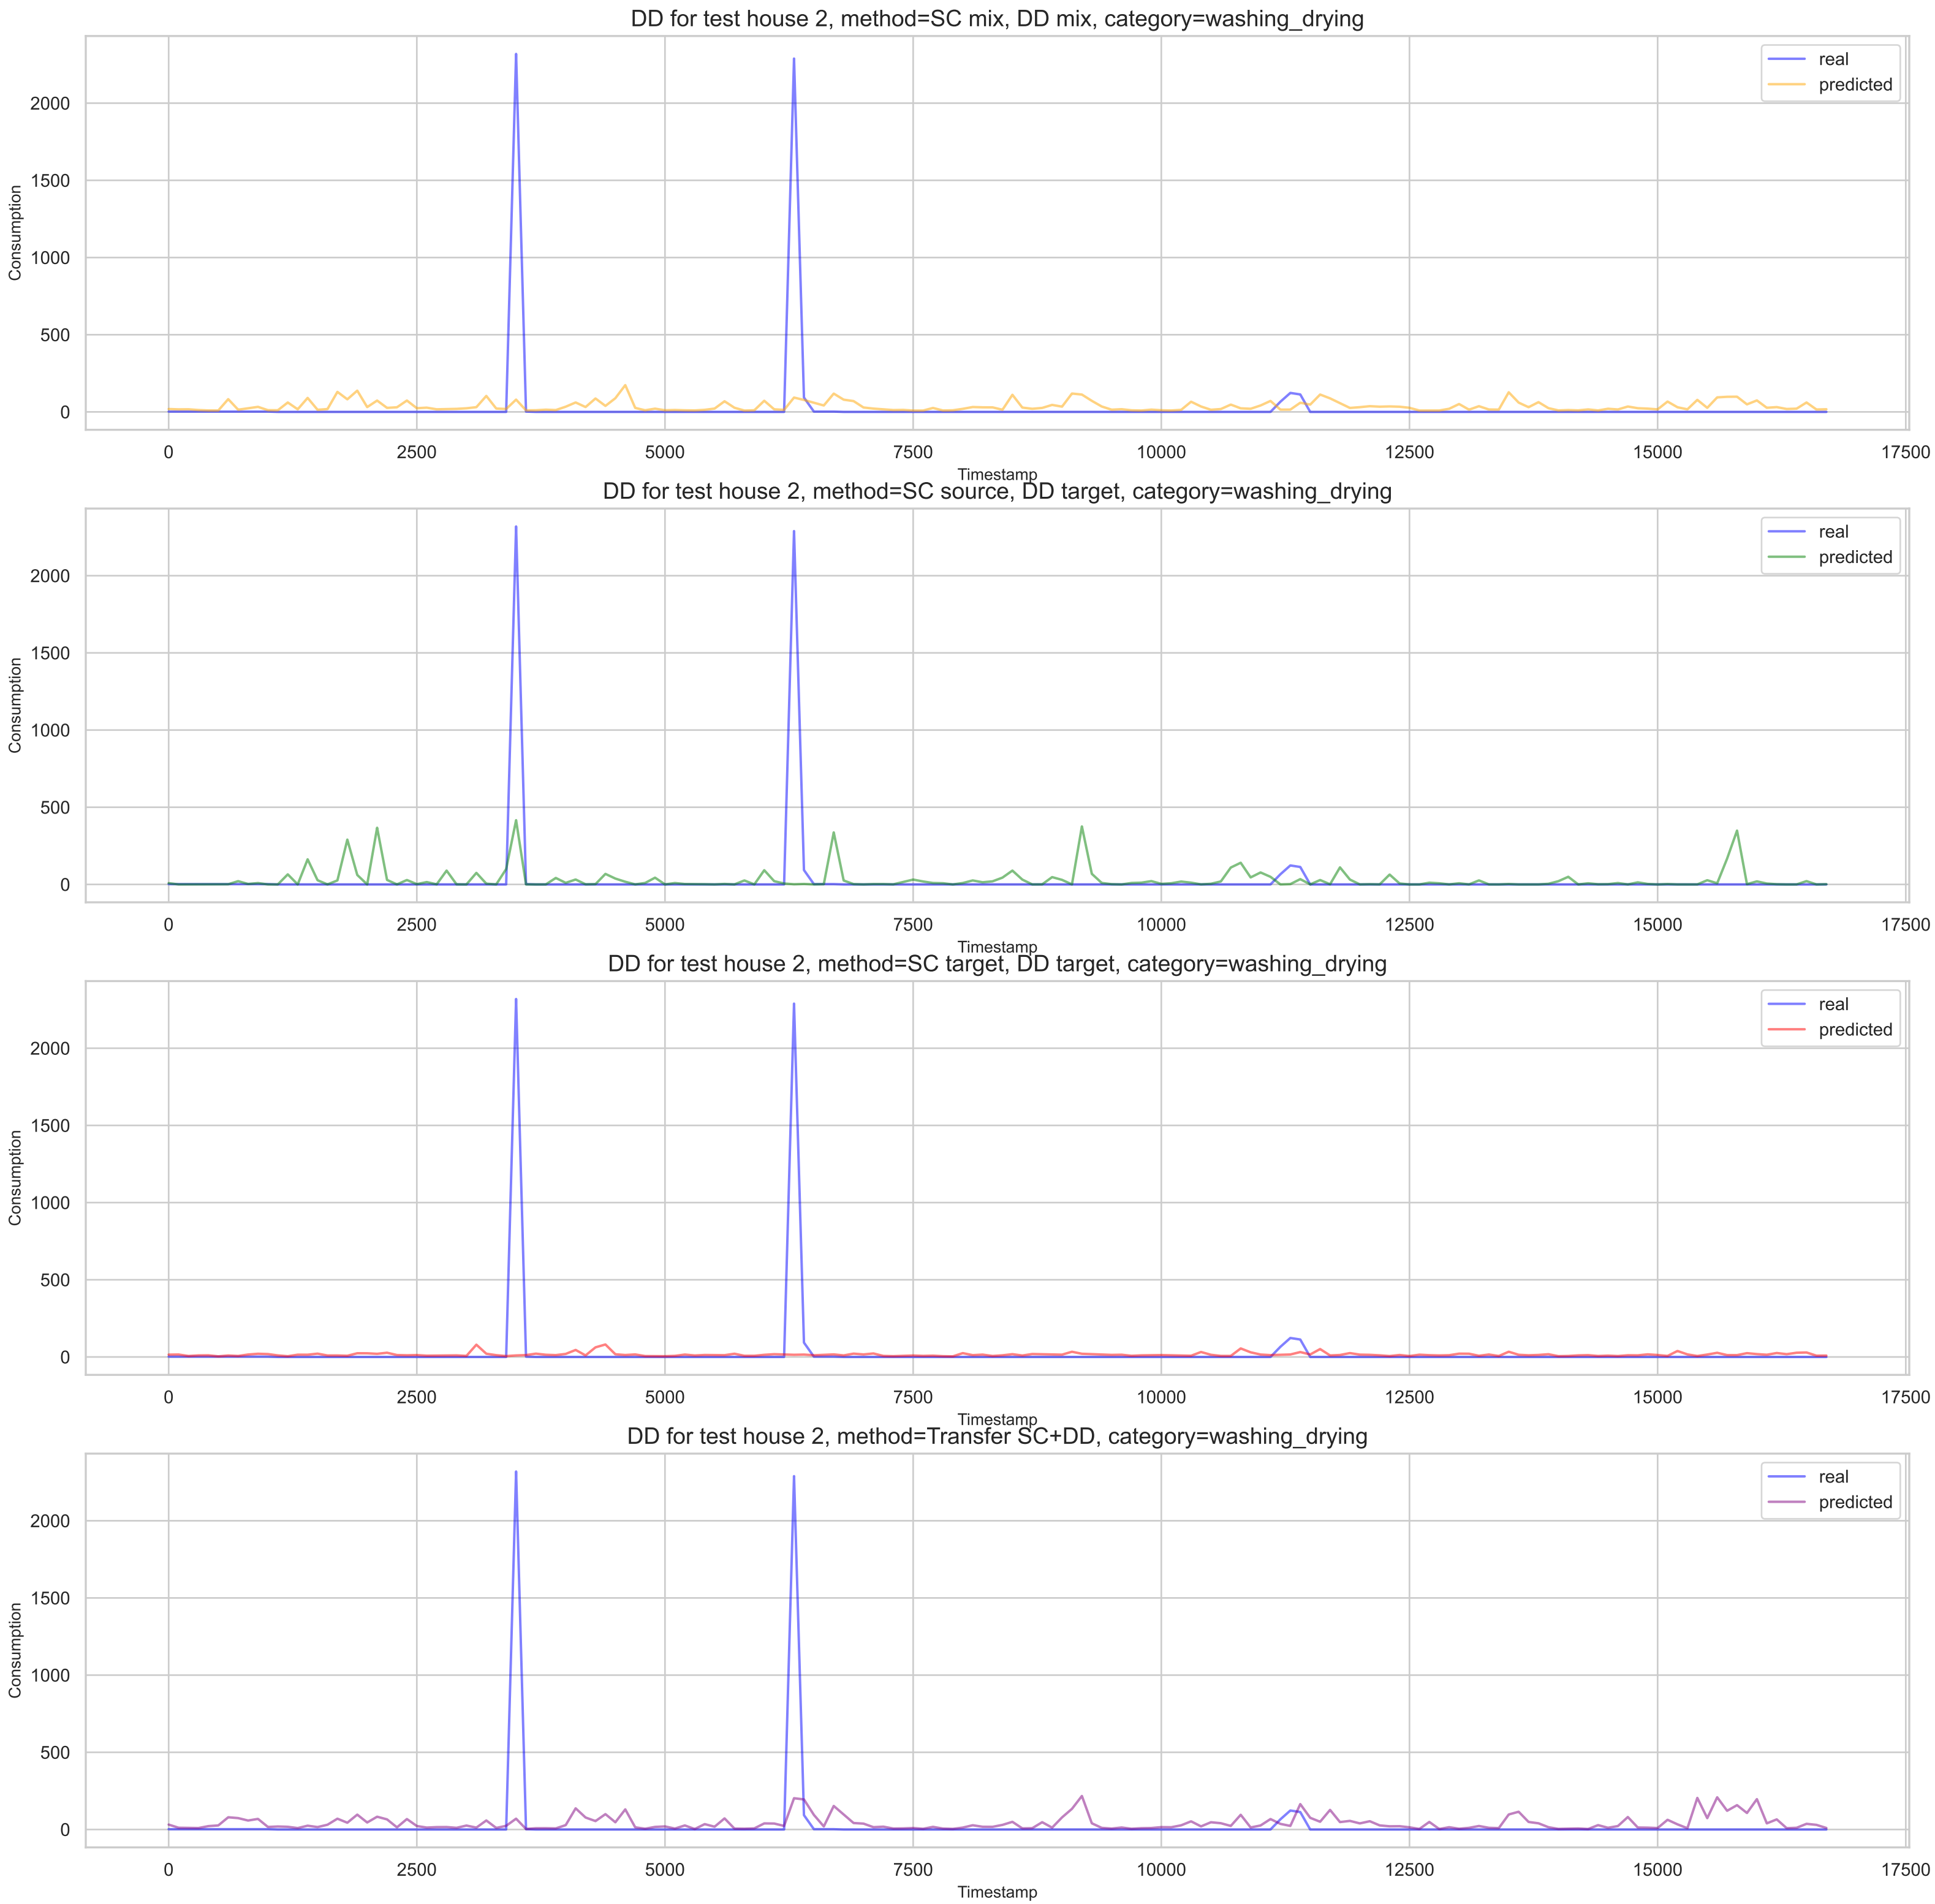 DD for test house 2, method=SC mix, DD mix, category=washing_drying
real
predicted
Consumption
2000
1500
1000
500
0
0 2500 5000 7500 10000 12500 15000 17500
Timestamp
DD for test house 2, method=SC source, DD target, category=washing_drying
real
predicted
Consumption
2000
1500
1000
500
0
0 2500 5000 7500 10000 12500 15000 17500
Timestamp
DD for test house 2, method=SC target, DD target, category=washing_drying
real
predicted
Consumption
2000
1500
1000
500
0
0 2500 5000 7500 10000 12500 15000 17500
Timestamp
DD for test house 2, method=Transfer SC+DD, category=washing_drying
real
predicted
Consumption
2000
1500
1000
500
0
0 2500 5000 7500 10000 12500 15000 17500
Timestamp